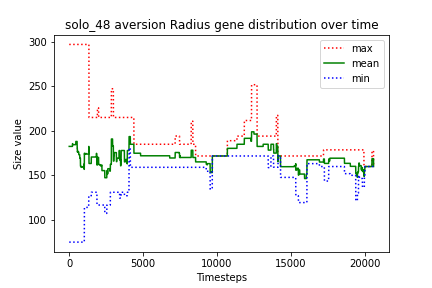 solo_48 aversion Radius gene distribution over time
max
mean
min
Size value
300
250
200
150
100
0
5000
10000
15000
20000
Timesteps